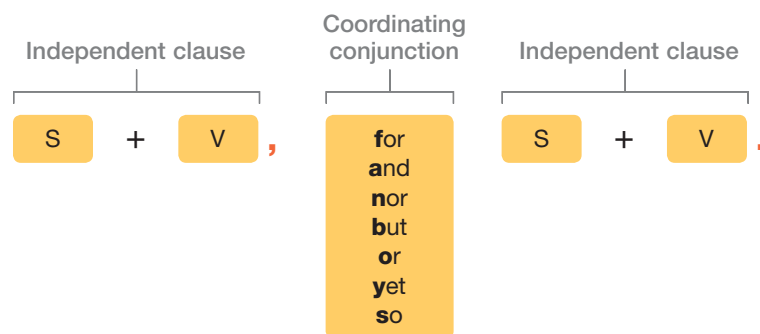 Coordinating
Independent clause conjunction Independent clause
S + V , for S + V .
and
nor
but
or
yet
so